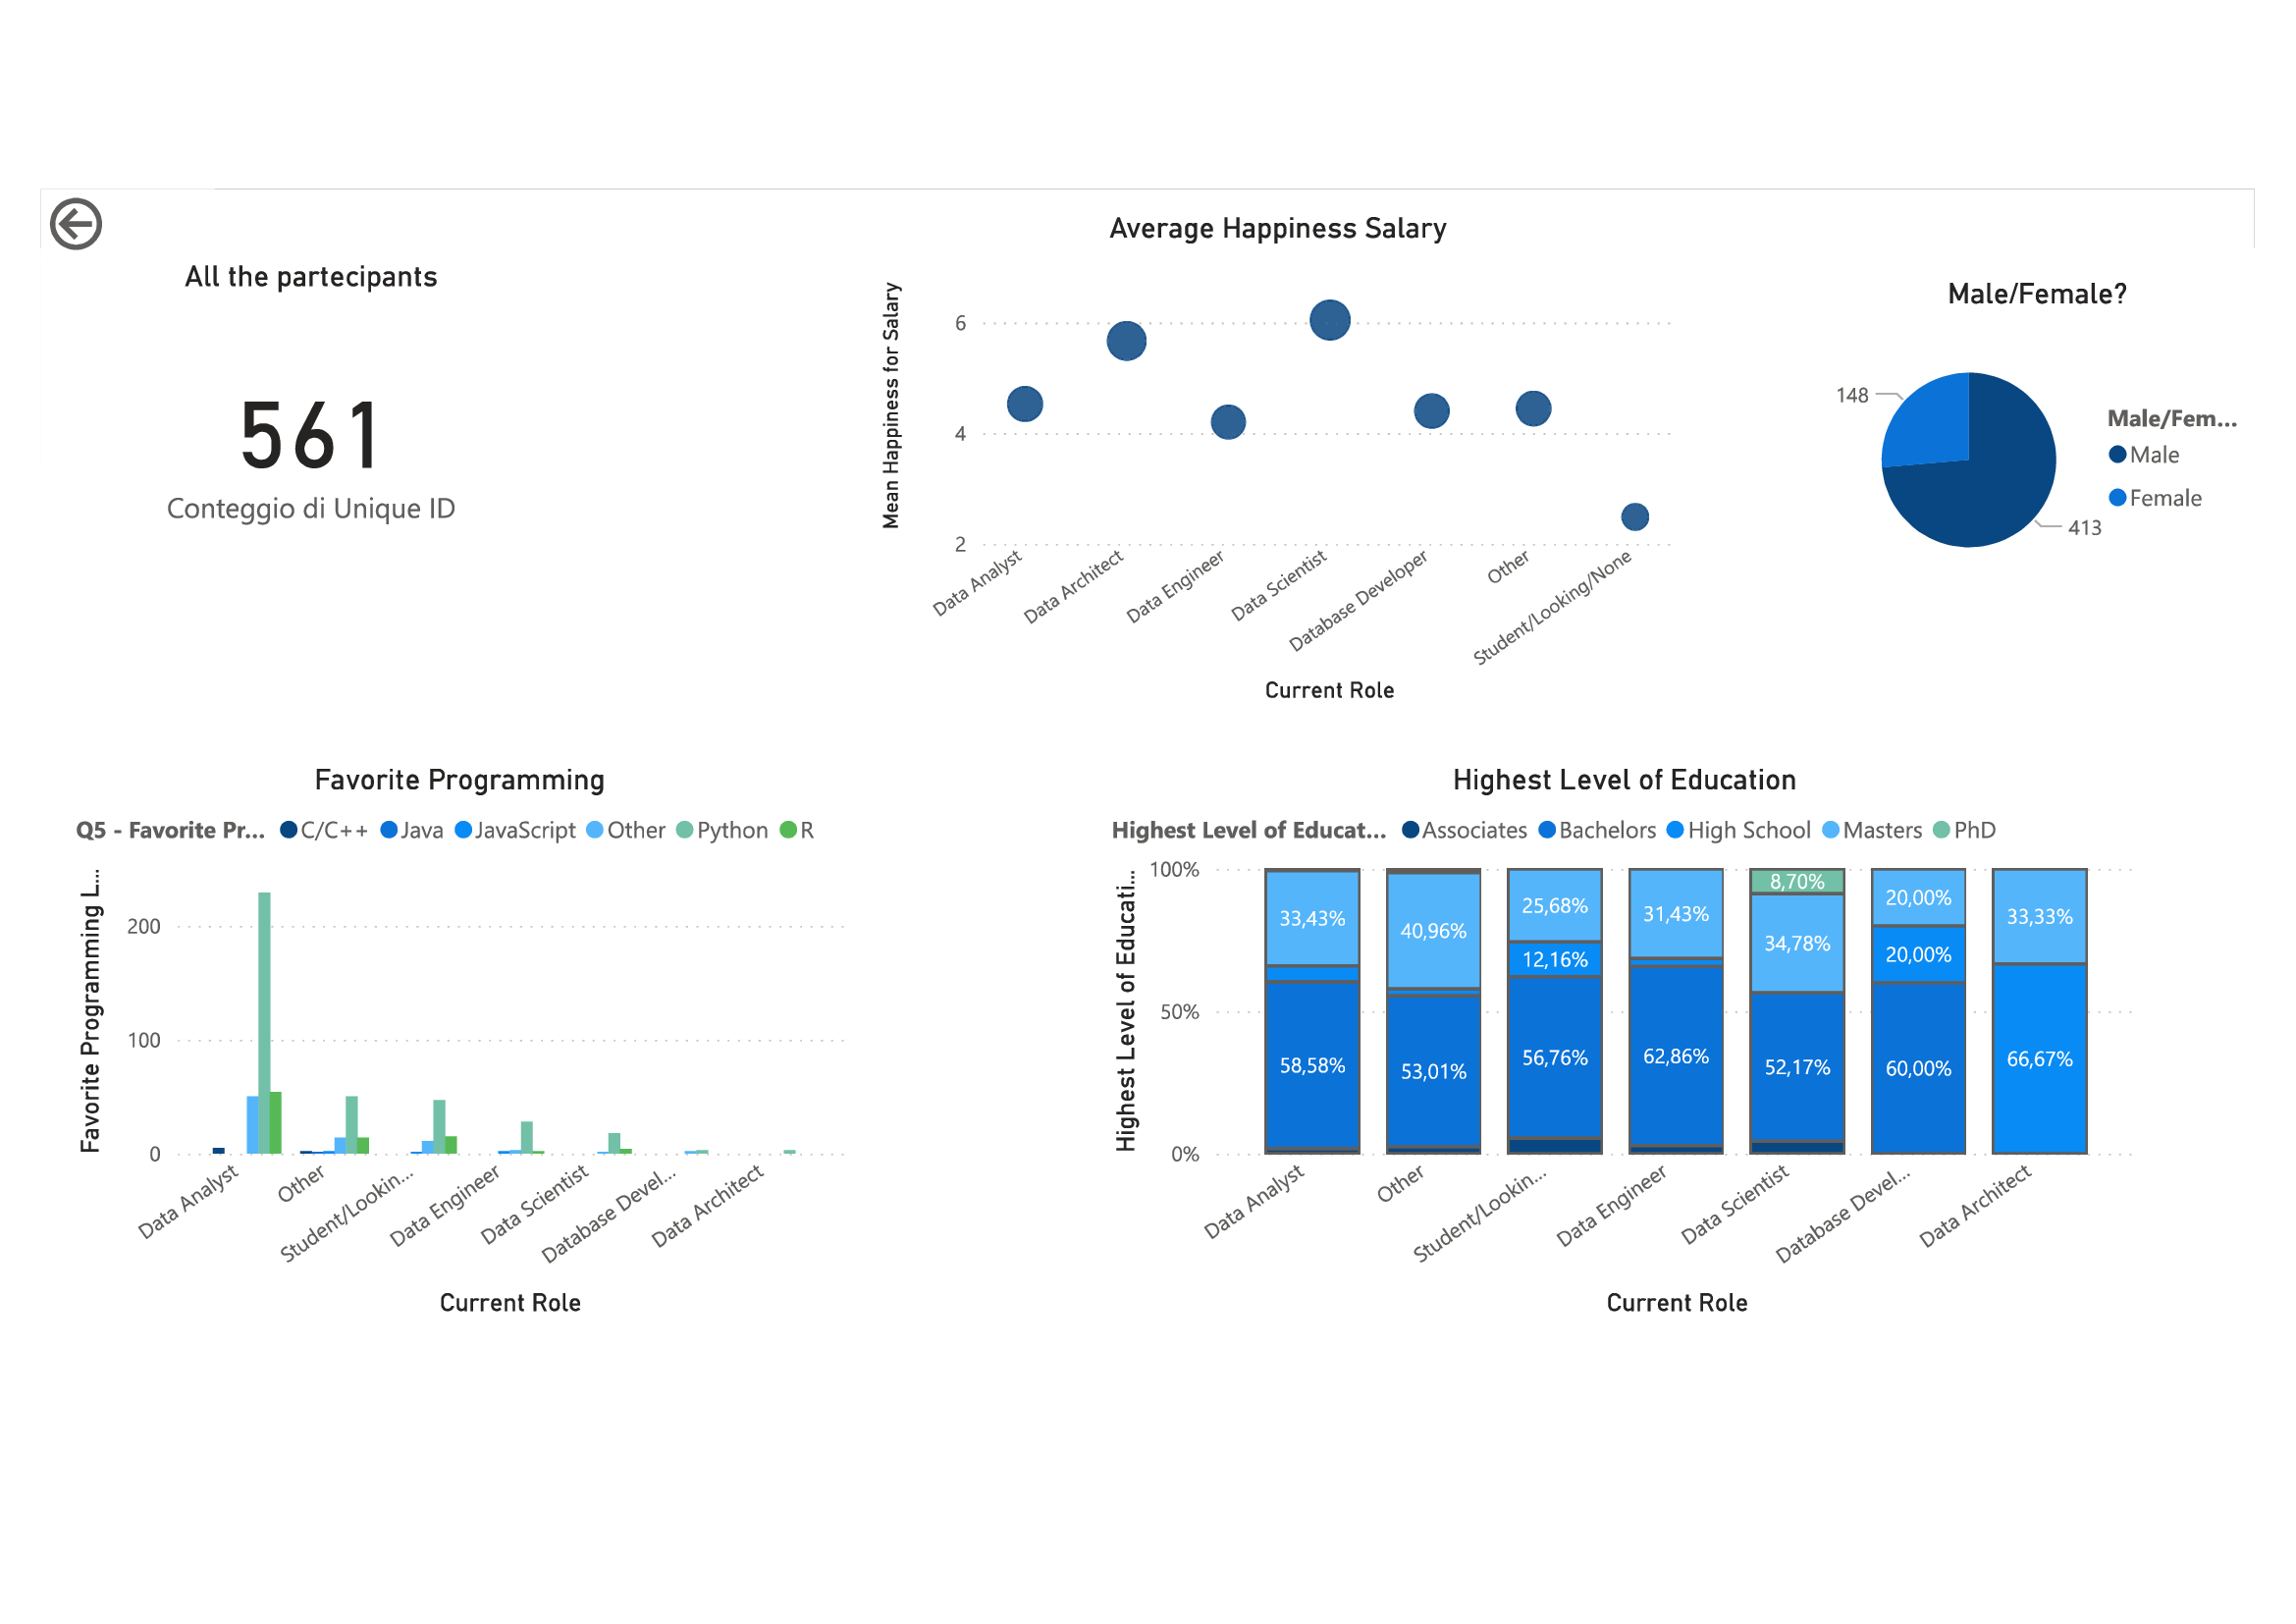 All the partecipants
561
Conteggio di Unique ID
Average Happiness Salary
Mean Happiness for Salary
6
4
2
Data Analyst
Data Architect
Data Engineer
Data Scientist
Database Developer
Other
Student/Looking/None
Current Role
Male/Female?
148
413
Male/Fem...
Male
Female
Favorite Programming
Q5 - Favorite Pr... C/C++ Java JavaScript Other Python R
Favorite Programming L...
200
100
0
Data Analyst
Other
Student/Lookin...
Data Engineer
Data Scientist
Database Devel...
Data Architect
Current Role
Highest Level of Education
Highest Level of Educat... Associates Bachelors High School Masters PhD
Highest Level of Educati...
100%
50%
0%
33,43%
58,58%
40,96%
53,01%
25,68%
12,16%
56,76%
31,43%
62,86%
8,70%
34,78%
52,17%
20,00%
20,00%
60,00%
33,33%
66,67%
Data Analyst
Other
Student/Lookin...
Data Engineer
Data Scientist
Database Devel...
Data Architect
Current Role